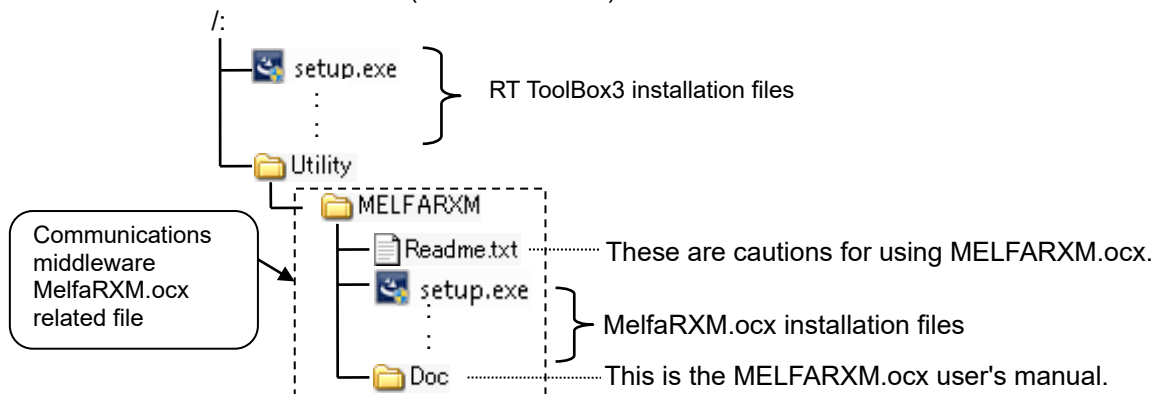 /:
setup.exe
RT ToolBox3 installation files
Utility
MELFARXM
Communications
middleware
MelfaRXM.ocx
related file
Readme.txt
These are cautions for using MELFARXM.ocx.
setup.exe
MelfaRXM.ocx installation files
Doc
This is the MELFARXM.ocx user's manual.